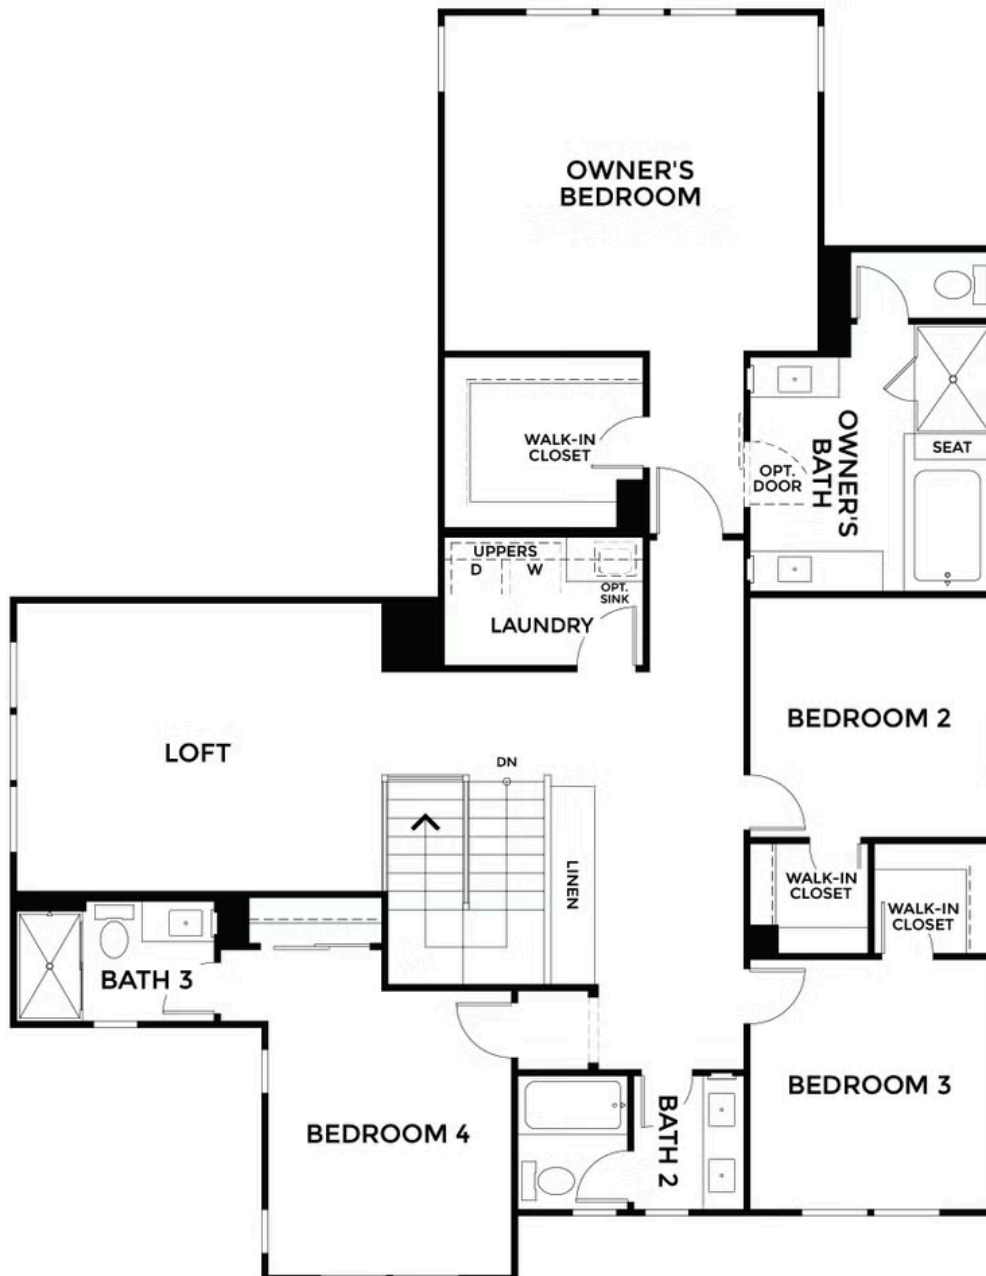 OWNER'S
BEDROOM
WALK-IN
CLOSET
OPT.
DOOR
OWNER'S
BATH
SEAT
UPPERS
D W
OPT.
SINK
LAUNDRY
BEDROOM 2
LOFT
DN
LINEN
WALK-IN
CLOSET
WALK-IN
CLOSET
BATH 3
BEDROOM 3
BEDROOM 4
BATH 2